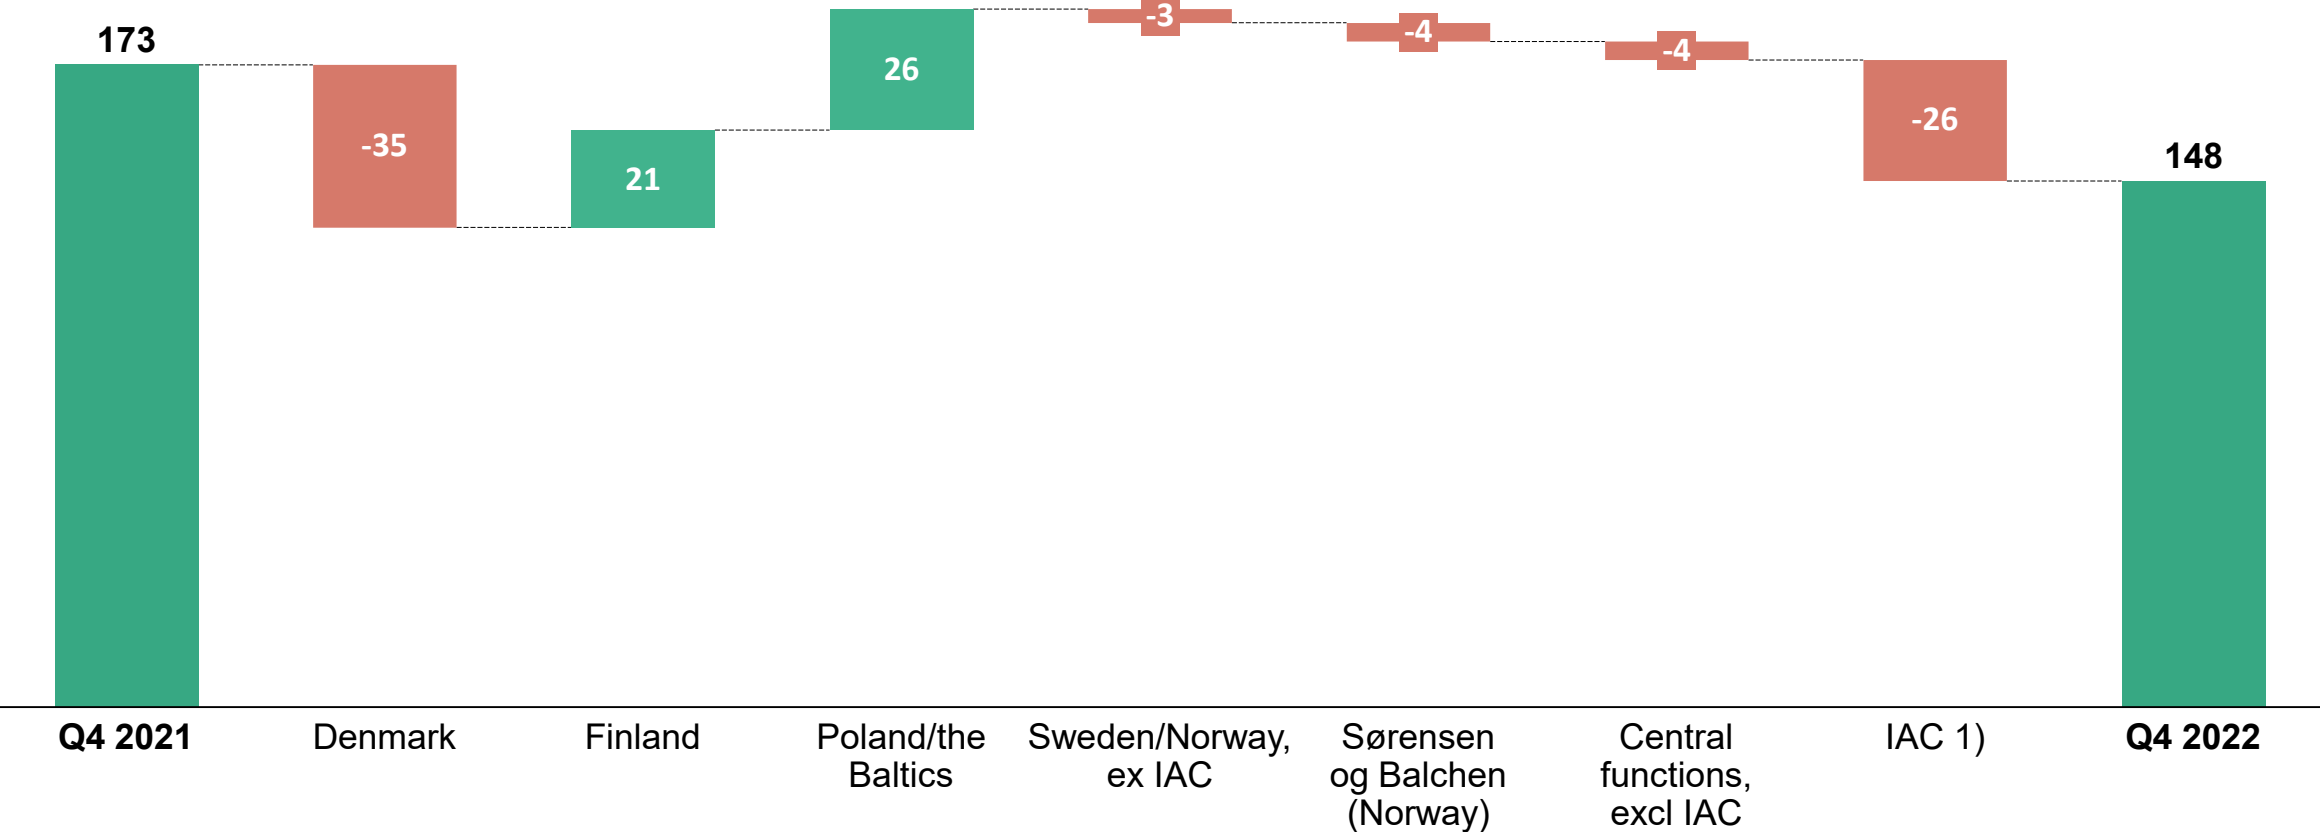 173
-35
21
26
-3
-4
-4
-26
148
Q4 2021
Denmark
Finland
Poland/the
Baltics
Sweden/Norway,
ex IAC
Sørensen
og Balchen
(Norway)
Central
functions,
excl IAC
IAC 1)
Q4 2022